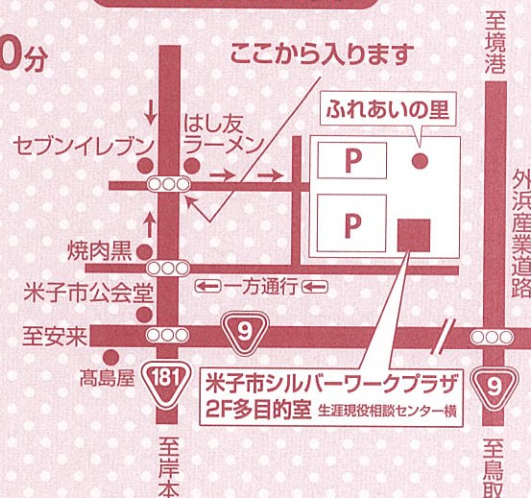 0分
ここから入ります
至境港
ふれあいの里
はし友
ラーメン
セブンイレブン
P
P
外浜産業道路
焼肉黒
一方通行
米子市公会堂
至安来
9
髙島屋
181
米子市シルバーワークプラザ
2F多目的室 生涯現役相談センター横
9
至岸本
至鳥取